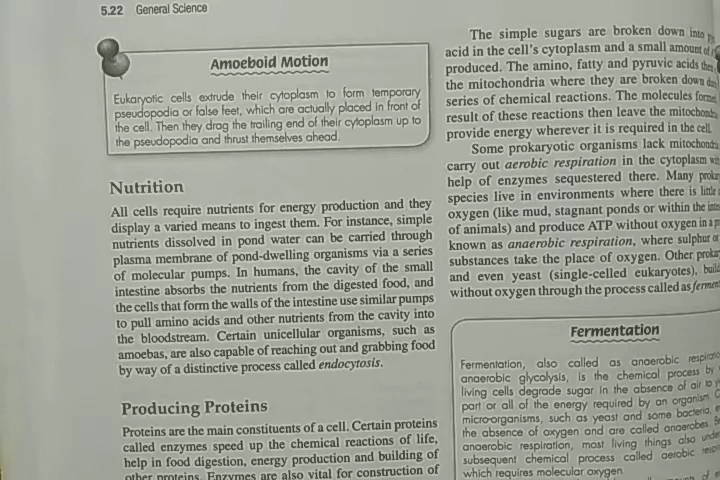 5.22 General Science
Amoeboid Motion
Eukaryotic cells extrude their cytoplasm to form temporary
pseudopodia or false feet, which are actually placed in front of
the cell. Then they drag the trailing end of their cytoplasm up to
the pseudopodia and thrust themselves ahead.
Nutrition
All cells require nutrients for energy production and they
display a varied means to ingest them. For instance, simple
nutrients dissolved in pond water can be carried through
plasma membrane of pond-dwelling organisms via a series
of molecular pumps. In humans, the cavity of the small
intestine absorbs the nutrients from the digested food, and
the cells that form the walls of the intestine use similar pumps
to pull amino acids and other nutrients from the cavity into
the bloodstream. Certain unicellular organisms, such as
amoebas, are also capable of reaching out and grabbing food
by way of a distinctive process called endocytosis.
Producing Proteins
Proteins are the main constituents of a cell. Certain proteins
called enzymes speed up the chemical reactions of life,
help in food digestion, energy production and building of
other proteins. Enzymes are also vital for construction of
The simple sugars are broken down into
acid in the cell's cytoplasm and a small amount of
produced. The amino, fatty and pyruvic acids then
the mitochondria where they are broken down
series of chemical reactions. The molecules formed
result of these reactions then leave the mitochondria
provide energy wherever it is required in the cell.
Some prokaryotic organisms lack mitochondria
carry out aerobic respiration in the cytoplasm with
help of enzymes sequestered there. Many
species live in environments where there is little
oxygen (like mud, stagnant ponds or within the
of animals) and produce ATP without oxygen in a
known as anaerobic respiration, where sulphur or
substances take the place of oxygen. Other
and even yeast (single-celled eukaryotes),
without oxygen through the process called as
Fermentation
Fermentation, also called as anaerobic
anaerobic glycolysis, is the chemical process by
living cells degrade sugar in the absence of air to
part or all of the energy required by an organism.
micro-organisms, such as yeast and some bacteria,
the absence of oxygen and are called anaerobes.
anaerobic respiration, most living things also
subsequent chemical process called aerobic
which requires molecular oxygen.